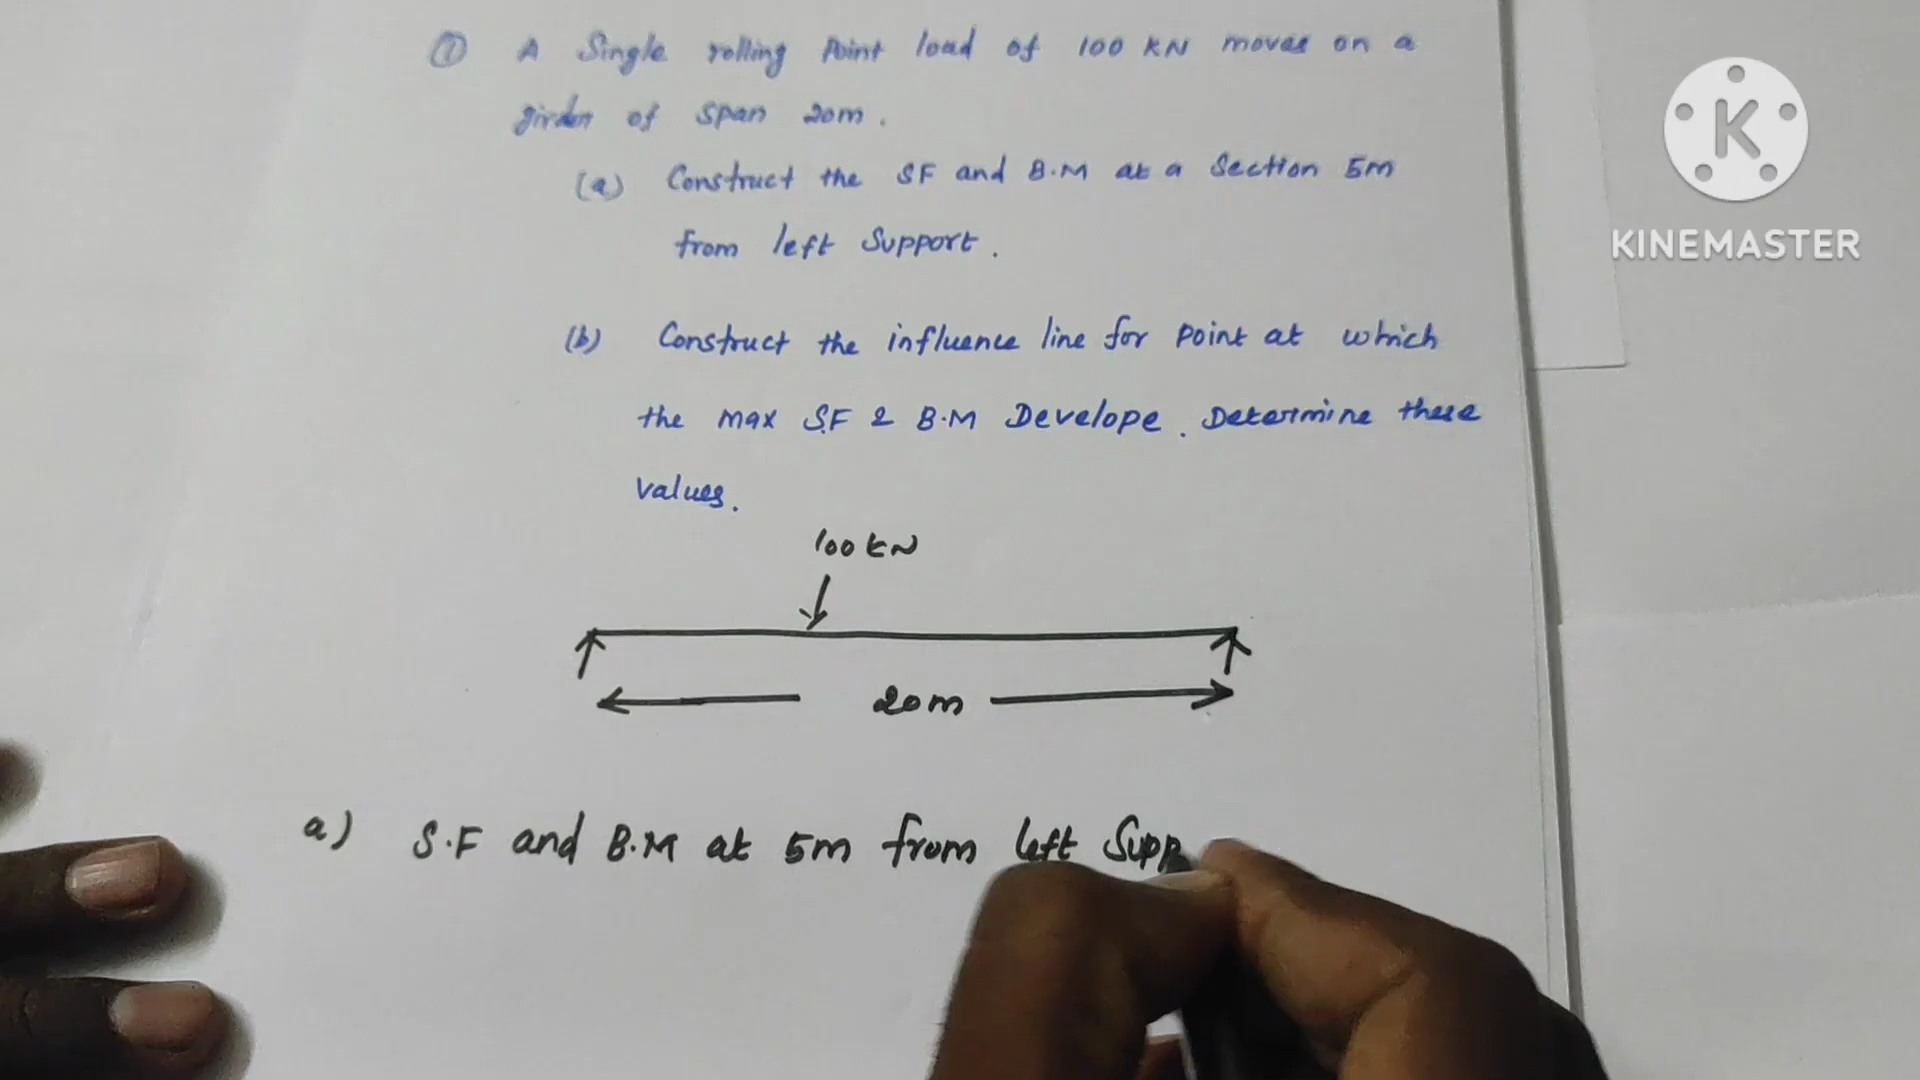 ① A Single rolling Point load of 100 KN moves on a
girder of span 20m.
(a) Construct the SF and B.M at a Section 5m
from left Support.
(b) Construct the influence line for Point at which
the max S.F & B.M Develope. Determine these
values.
100 KN
20m
a) S.F and B.M at 5m from left Supp
K
KINEMASTER